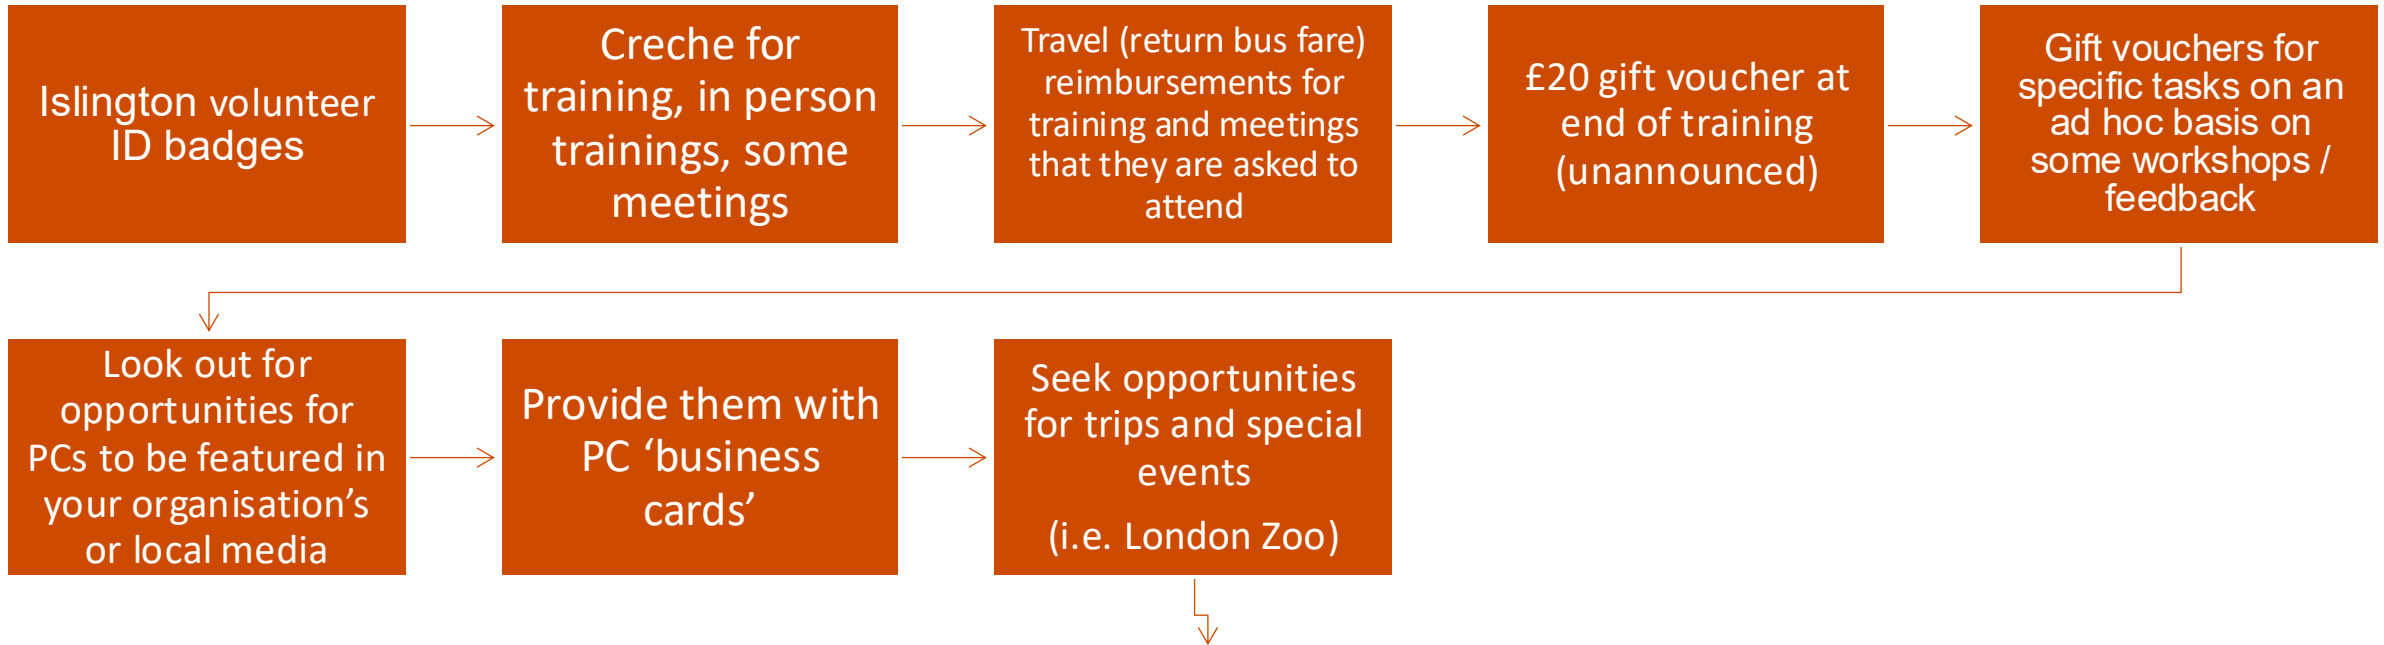 Islington volunteer
ID badges
Creche for
training, in person
trainings, some
meetings
Travel (return bus fare)
reimbursements for
training and meetings
that they are asked to
attend
£20 gift voucher at
end of training
(unannounced)
Gift vouchers for
specific tasks on an
ad hoc basis on
some workshops /
feedback
Look out for
opportunities for
PCs to be featured in
your organisation’s
or local media
Provide them with
PC ‘business
cards’
Seek opportunities
for trips and special
events
(i.e. London Zoo)